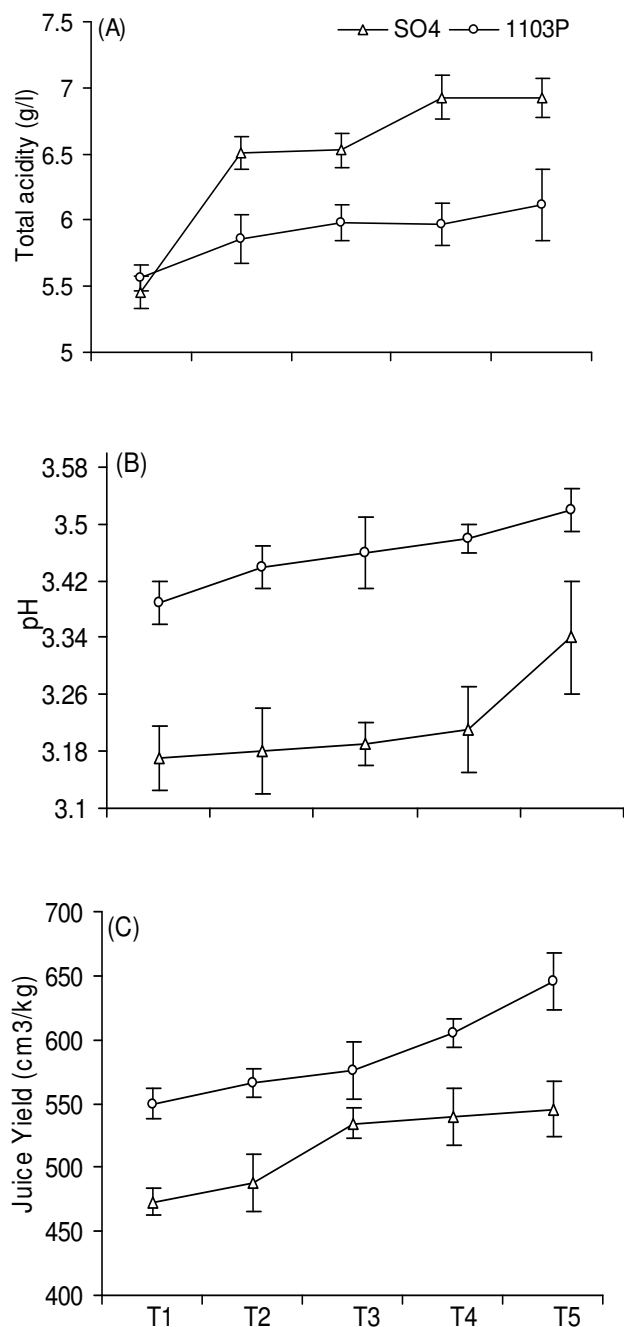 (A)
SO4 1103P
Total acidity (g/l)
7.5
7
6.5
6
5.5
5
(B)
pH
3.58
3.5
3.42
3.34
3.26
3.18
3.1
(C)
Juice Yield (cm3/kg)
700
650
600
550
500
450
400
T1 T2 T3 T4 T5